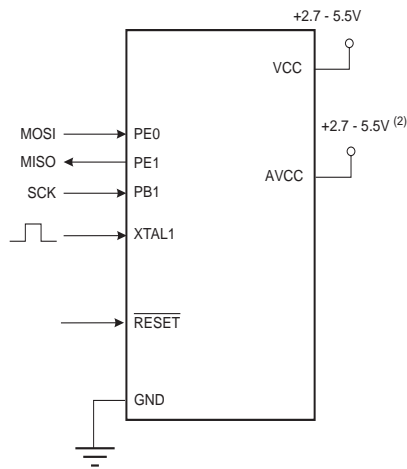 +2.7 - 5.5V
VCC
+2.7 - 5.5V (2)
MOSI PE0
MISO PE1
AVCC
SCK PB1
XTAL1
RESET
GND